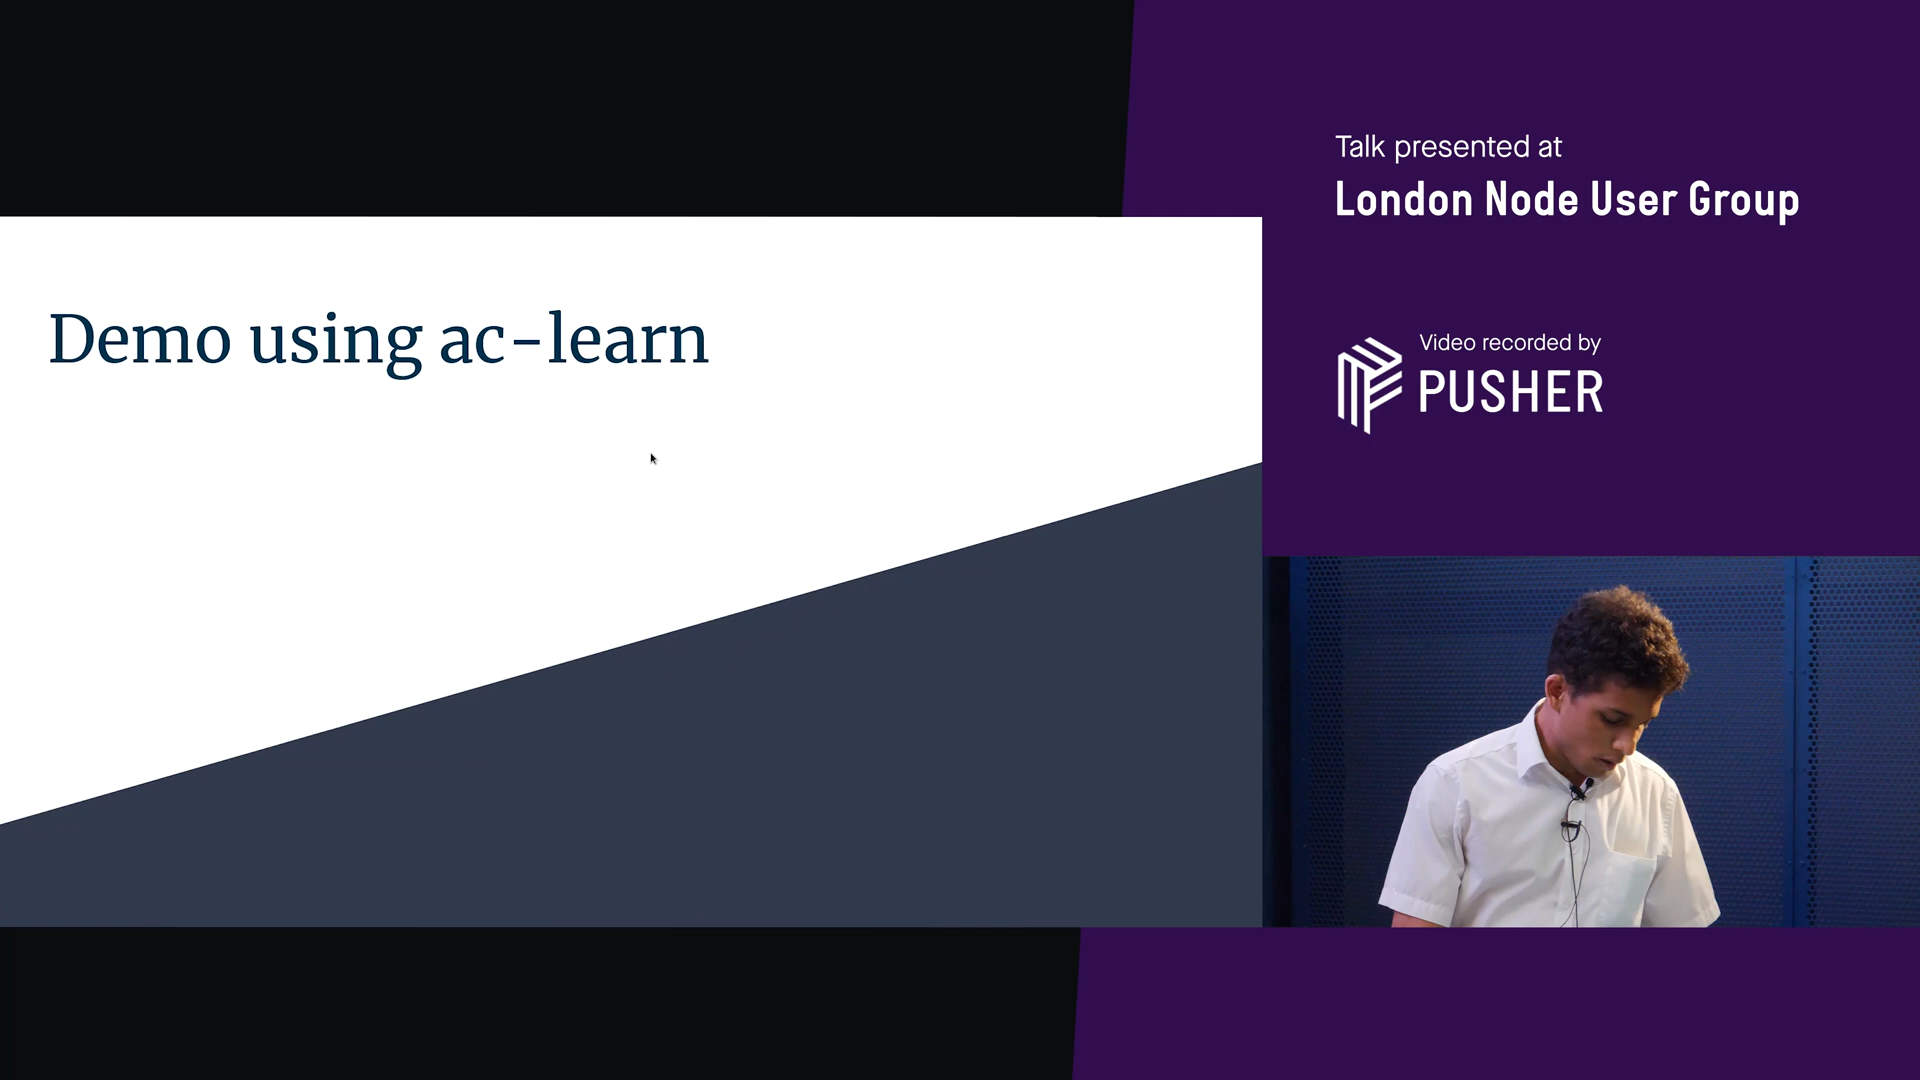 Demo using ac-learn
Talk presented at
London Node User Group
Video recorded by
PUSHER